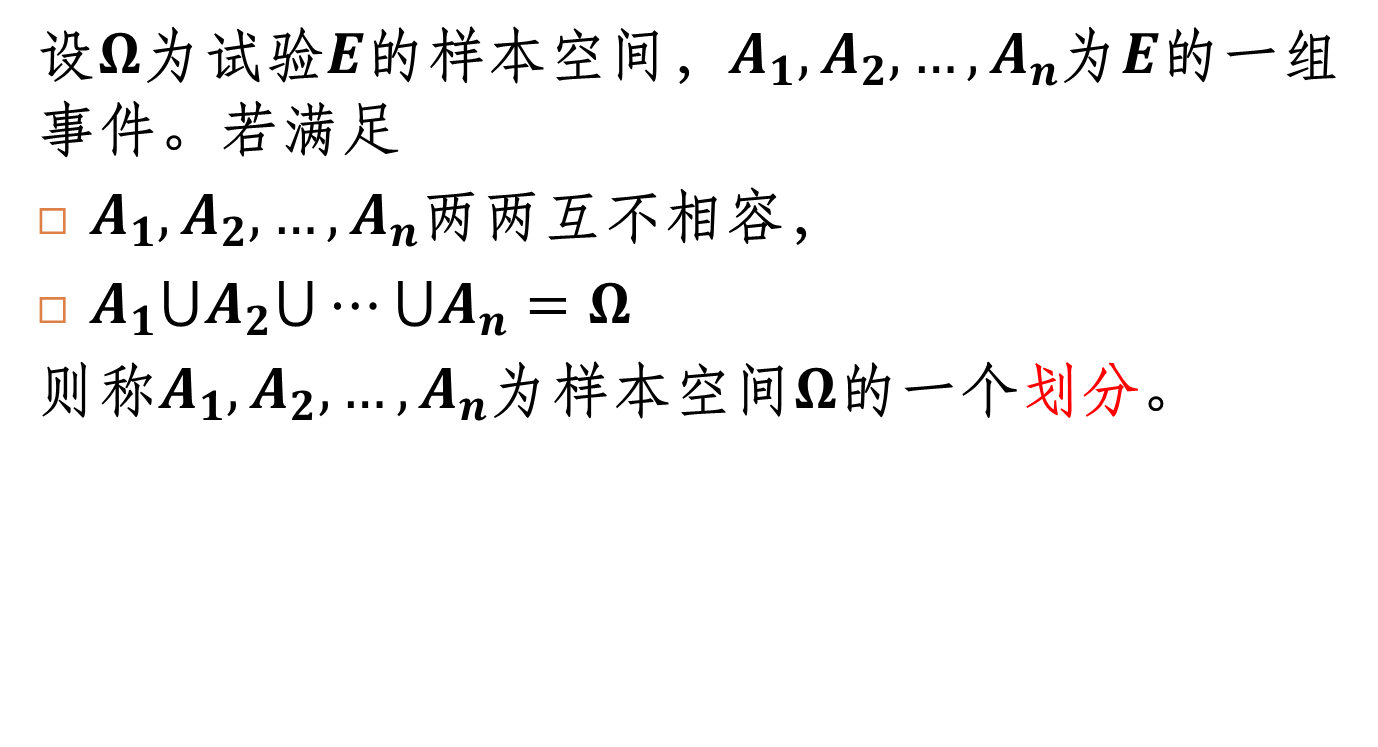 设Ω为试验E的样本空间，A₁, A₂, …, Aₙ为E的一组
事件。若满足
□ A₁, A₂, …, Aₙ两两互不相容，
□ A₁⋃A₂⋃ ⋯ ⋃Aₙ = Ω
则称A₁, A₂, …, Aₙ为样本空间Ω的一个划分。